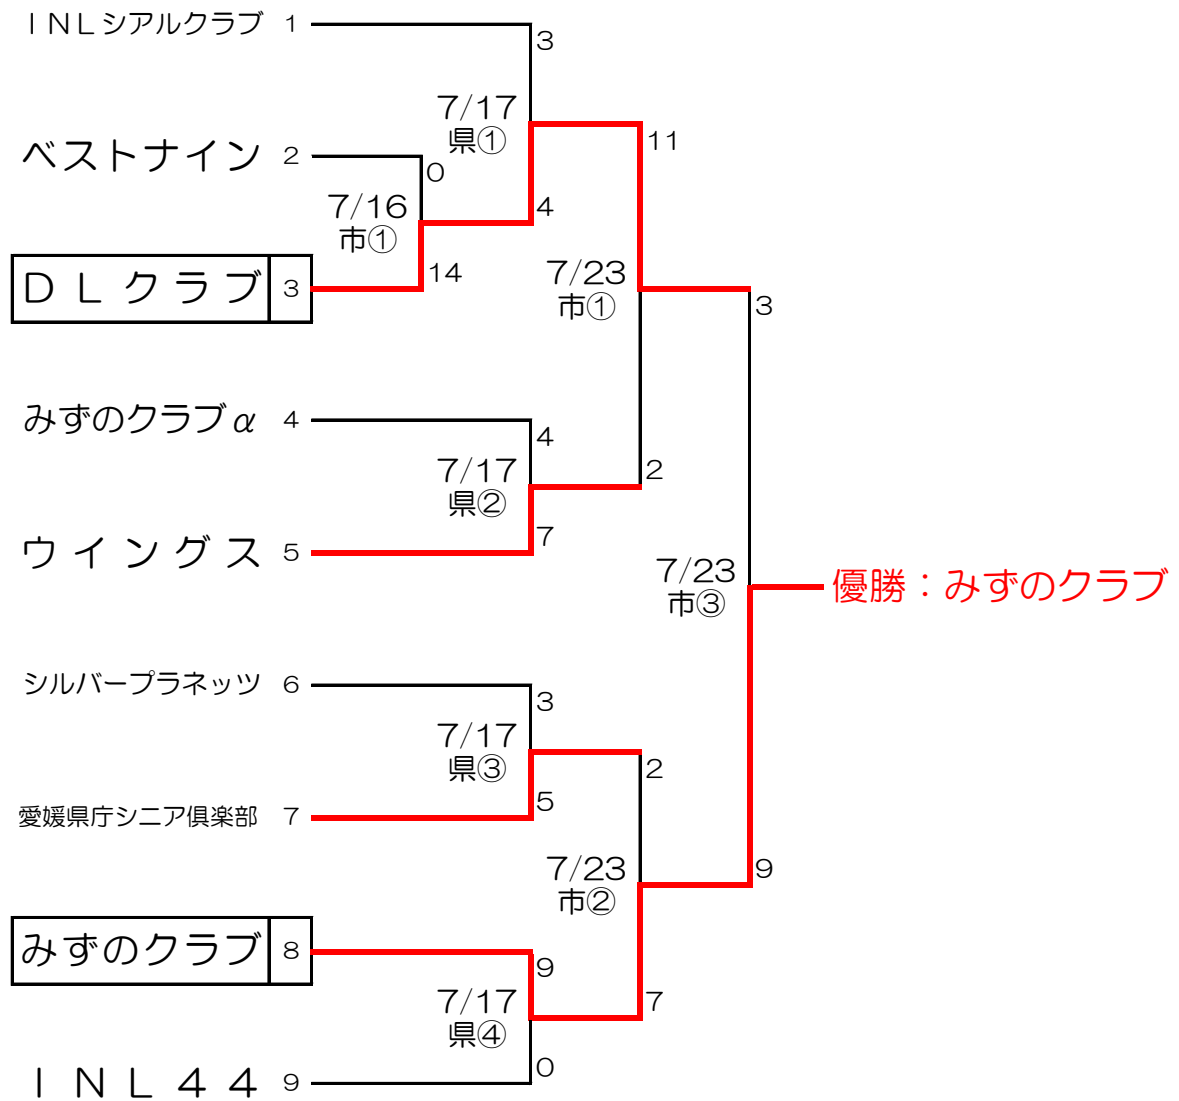 ＩＮＬシアルクラブ 1
3
7/17
県①
11
ベストナイン 2
0
7/16
市①
4
14
ＤＬクラブ 3
7/23
市①
3
みずのクラブα 4
4
7/17
県②
2
7
ウイングス 5
7/23
市③
優勝：みずのクラブ
シルバープラネッツ 6
3
7/17
県③
2
5
愛媛県庁シニア倶楽部 7
7/23
市②
9
みずのクラブ 8
9
7/17
県④
7
0
ＩＮＬ４４ 9